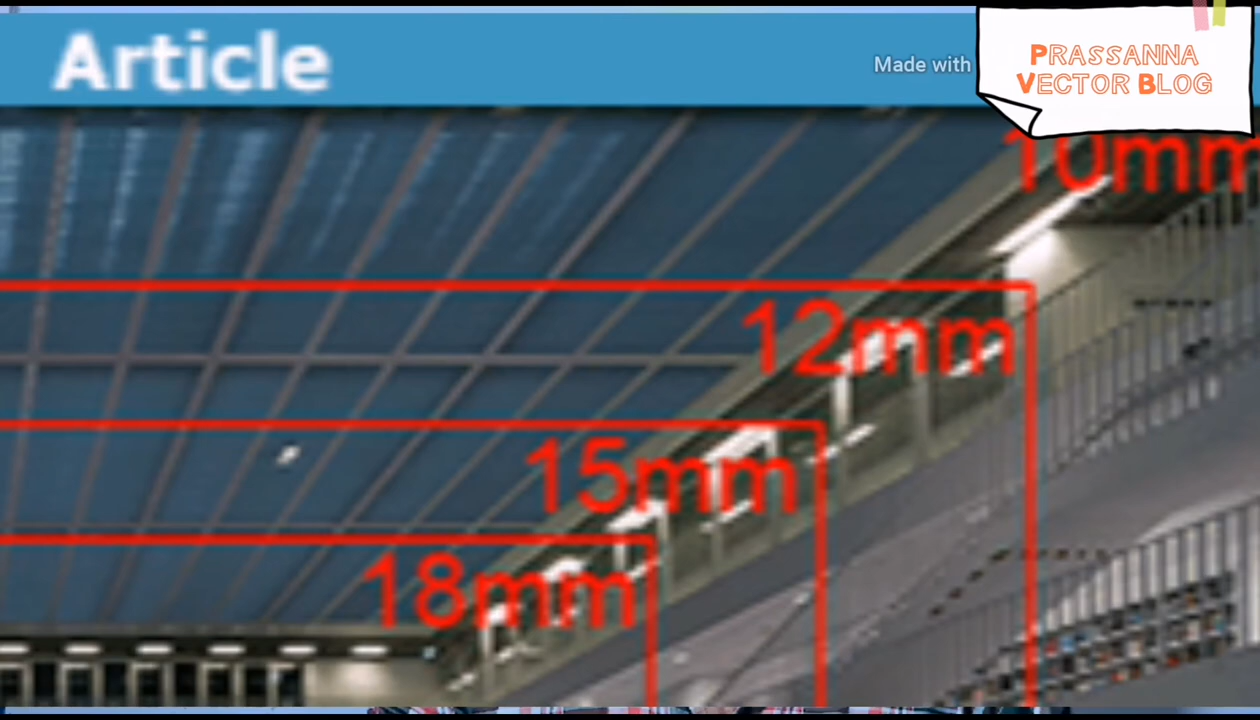 Article
Made with
PRASSANNA
VECTOR BLOG
10mm
12mm
15mm
18mm